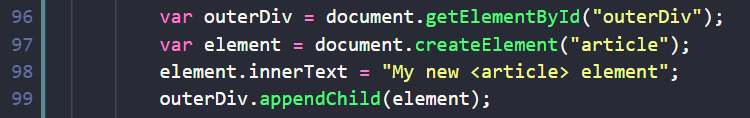 96 var outerDiv = document.getElementById("outerDiv");
97 var element = document.createElement("article");
98 element.innerText = "My new <article> element";
99 outerDiv.appendChild(element);